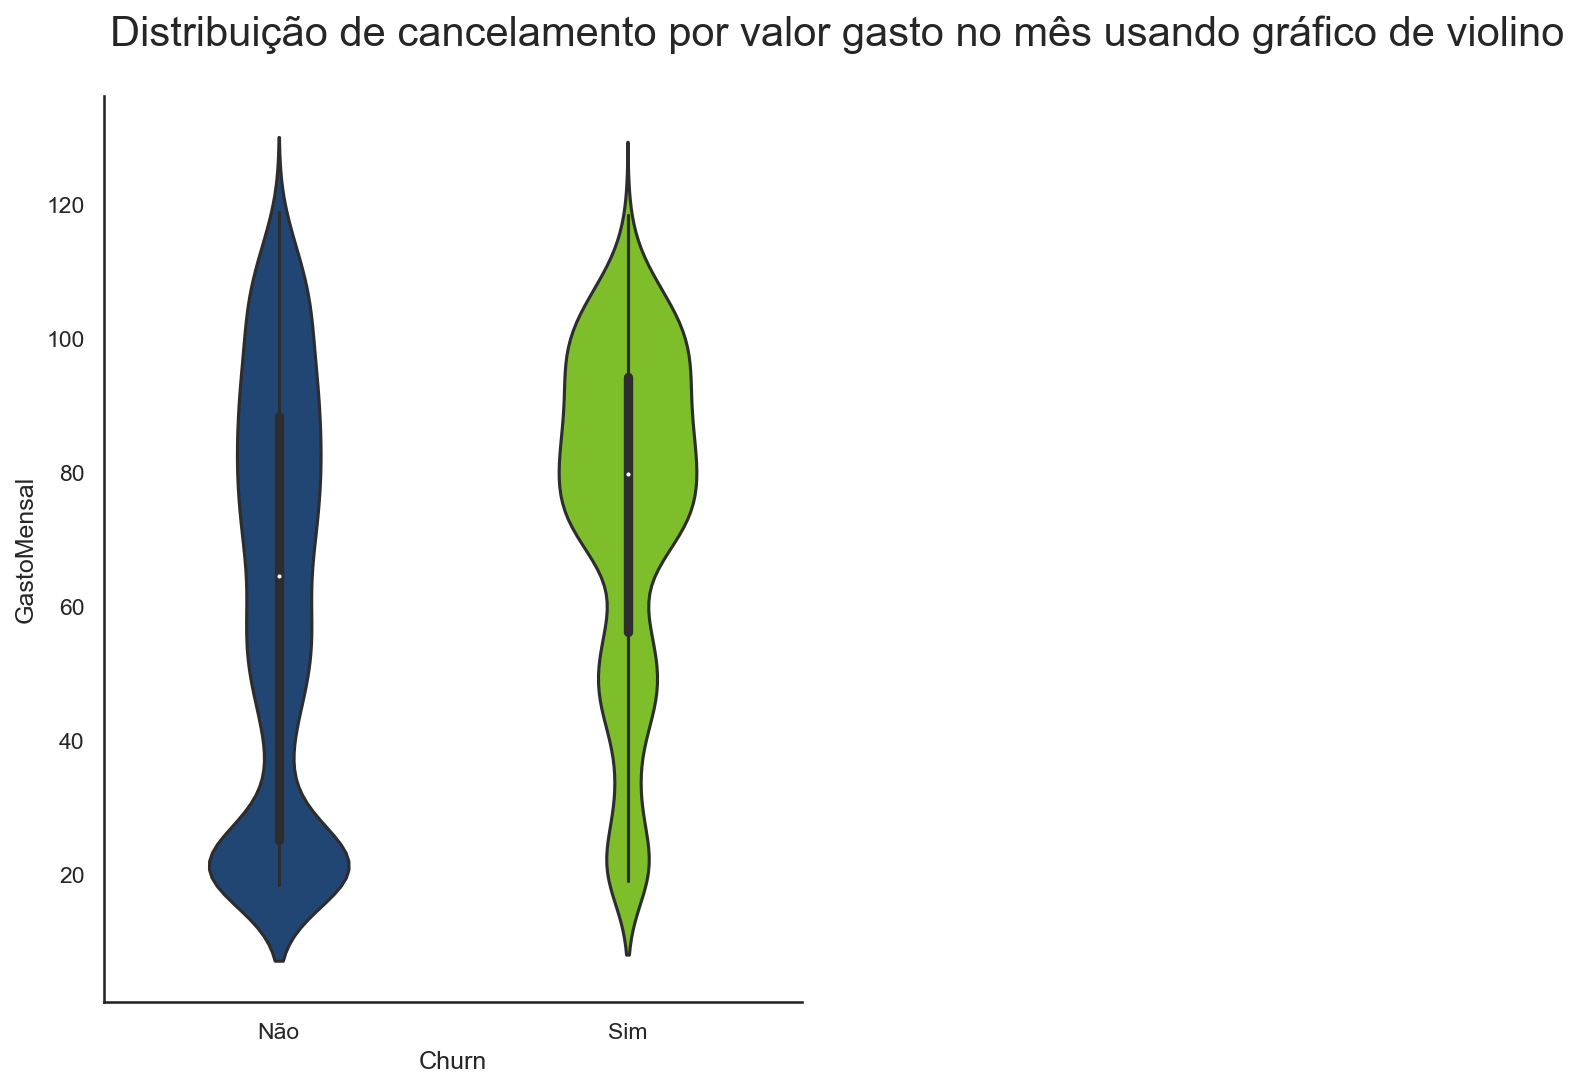 Distribuição de cancelamento por valor gasto no mês usando gráfico de violino
120
100
80
60
40
20
GastoMensal
Não
Sim
Churn